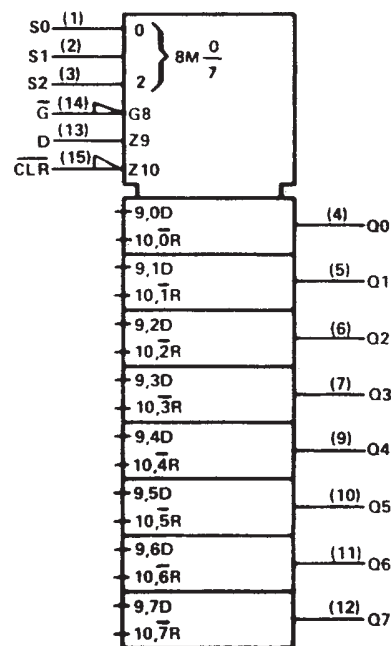 S0 (1) 0
S1 (2) 8M 0/7
S2 (3) 2
G̅ (14) G8
D (13) Z9
C̅L̅R̅ (15) Z10
9,0D
10,0̅R
(4) Q0
9,1D
10,1̅R
(5) Q1
9,2D
10,2̅R
(6) Q2
9,3D
10,3̅R
(7) Q3
9,4D
10,4̅R
(9) Q4
9,5D
10,5̅R
(10) Q5
9,6D
10,6̅R
(11) Q6
9,7D
10,7̅R
(12) Q7